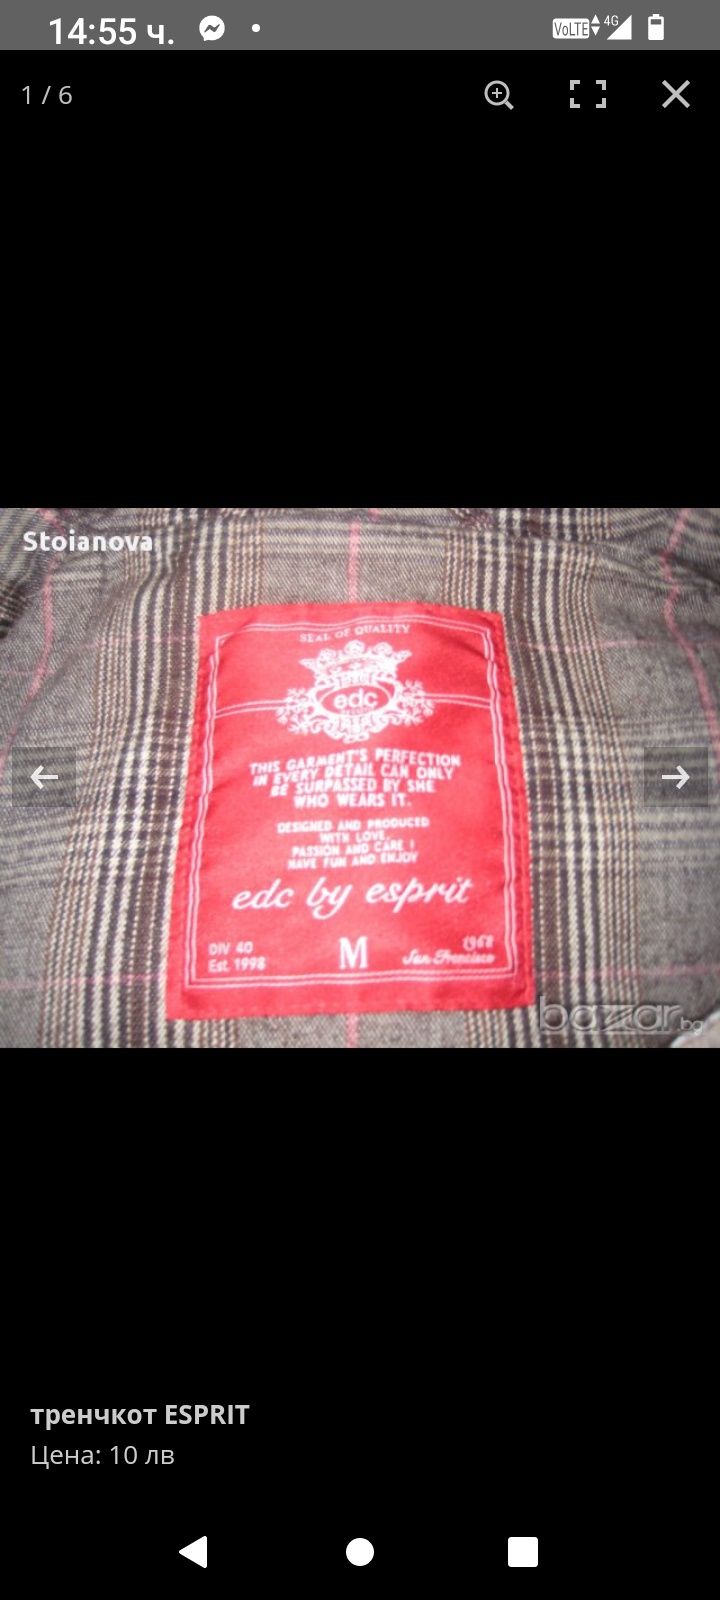 14:55 ч.
VoLTE 4G
1 / 6
Stoianova
SEAL OF QUALITY
edc
THIS GARMENT'S PERFECTION
IN EVERY DETAIL CAN ONLY
BE SURPASSED BY SHE
WHO WEARS IT.
DESIGNED AND PRODUCED
WITH LOVE,
PASSION AND CARE !
HAVE FUN AND ENJOY
edc by esprit
DIV 40
Est. 1998
M
1968
San Francisco
bazar.bg
тренчкот ESPRIT
Цена: 10 лв